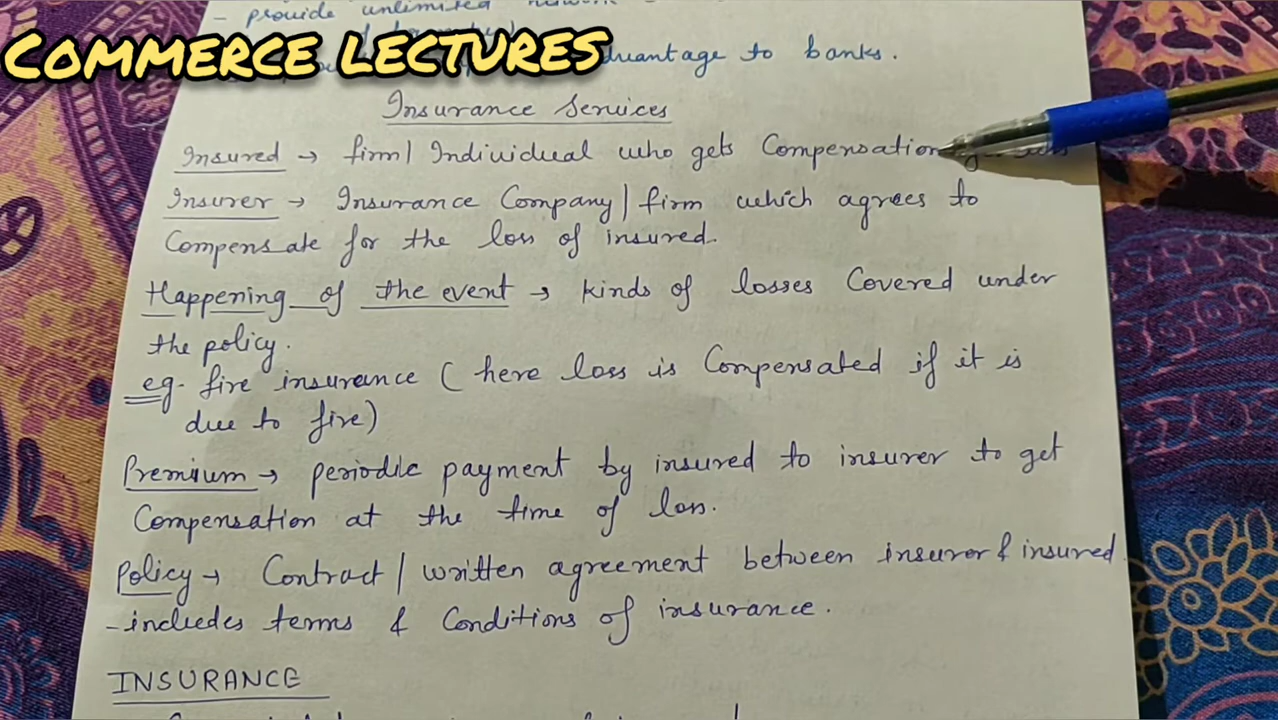 - provide unlimited
COMMERCE LECTURES
to banks.
Insurance Services
Insured → firm/ Individual who gets Compensation
Insurer → Insurance Company/ firm which agrees to
Compensate for the loss of insured.
Happening of the event → kinds of losses Covered under
the policy.
eg- fire insurance ( here loss is Compensated if it is
due to fire)
Premium → periodic payment by insured to insurer to get
Compensation at the time of loss.
Policy → Contract / written agreement between insuror & insured.
- includes terms & Conditions of insurance.
INSURANCE